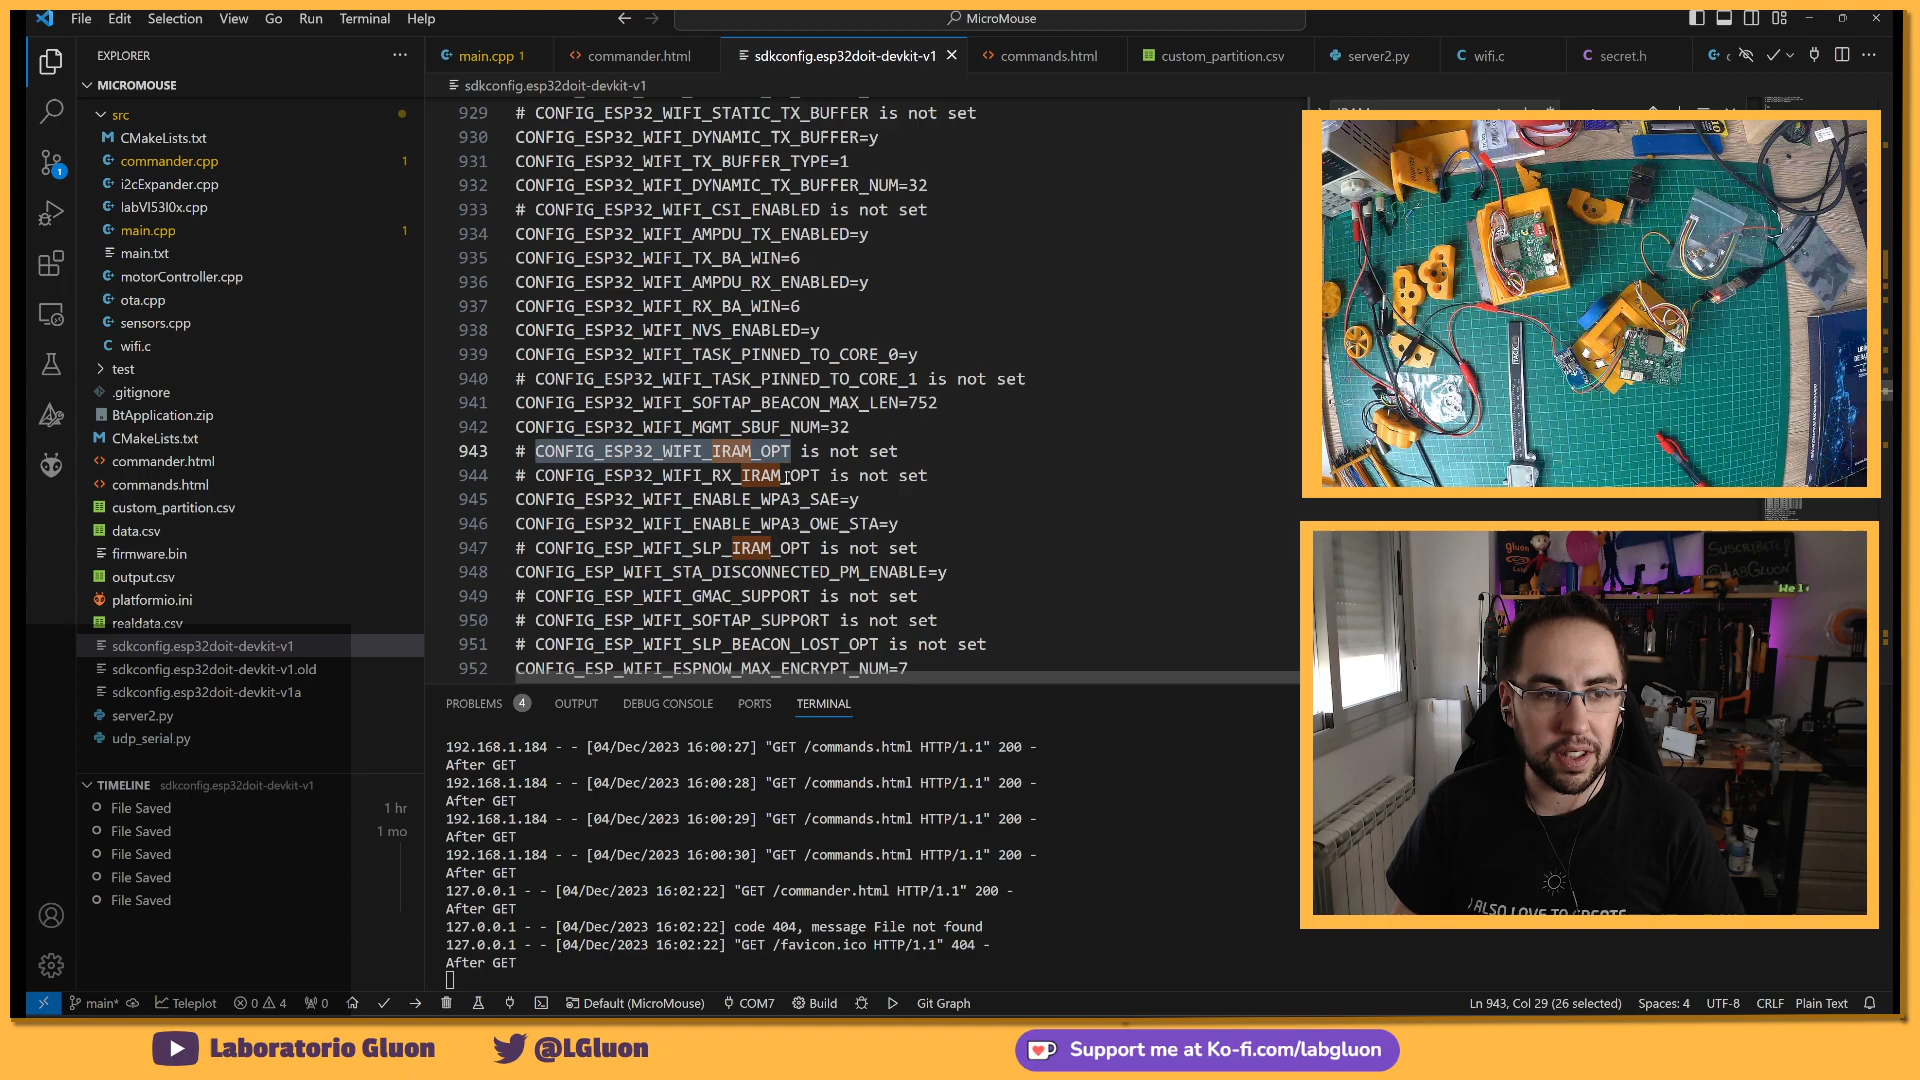 File Edit Selection View Go Run Terminal Help
MicroMouse
EXPLORER
MICROMOUSE
src
CMakeLists.txt
commander.cpp 1
i2cExpander.cpp
labVl53l0x.cpp
main.cpp 1
main.txt
motorController.cpp
ota.cpp
sensors.cpp
wifi.c
test
.gitignore
BtApplication.zip
CMakeLists.txt
commander.html
commands.html
custom_partition.csv
data.csv
firmware.bin
output.csv
platformio.ini
realdata.csv
sdkconfig.esp32doit-devkit-v1
sdkconfig.esp32doit-devkit-v1.old
sdkconfig.esp32doit-devkit-v1a
server2.py
udp_serial.py
TIMELINE sdkconfig.esp32doit-devkit-v1
File Saved 1 hr
File Saved 1 mo
File Saved
File Saved
File Saved
main.cpp 1 commander.html sdkconfig.esp32doit-devkit-v1 commands.html custom_partition.csv server2.py wifi.c secret.h c
sdkconfig.esp32doit-devkit-v1
929 # CONFIG_ESP32_WIFI_STATIC_TX_BUFFER is not set
930 CONFIG_ESP32_WIFI_DYNAMIC_TX_BUFFER=y
931 CONFIG_ESP32_WIFI_TX_BUFFER_TYPE=1
932 CONFIG_ESP32_WIFI_DYNAMIC_TX_BUFFER_NUM=32
933 # CONFIG_ESP32_WIFI_CSI_ENABLED is not set
934 CONFIG_ESP32_WIFI_AMPDU_TX_ENABLED=y
935 CONFIG_ESP32_WIFI_TX_BA_WIN=6
936 CONFIG_ESP32_WIFI_AMPDU_RX_ENABLED=y
937 CONFIG_ESP32_WIFI_RX_BA_WIN=6
938 CONFIG_ESP32_WIFI_NVS_ENABLED=y
939 CONFIG_ESP32_WIFI_TASK_PINNED_TO_CORE_0=y
940 # CONFIG_ESP32_WIFI_TASK_PINNED_TO_CORE_1 is not set
941 CONFIG_ESP32_WIFI_SOFTAP_BEACON_MAX_LEN=752
942 CONFIG_ESP32_WIFI_MGMT_SBUF_NUM=32
943 # CONFIG_ESP32_WIFI_IRAM_OPT is not set
944 # CONFIG_ESP32_WIFI_RX_IRAM_OPT is not set
945 CONFIG_ESP32_WIFI_ENABLE_WPA3_SAE=y
946 CONFIG_ESP32_WIFI_ENABLE_WPA3_OWE_STA=y
947 # CONFIG_ESP_WIFI_SLP_IRAM_OPT is not set
948 CONFIG_ESP_WIFI_STA_DISCONNECTED_PM_ENABLE=y
949 # CONFIG_ESP_WIFI_GMAC_SUPPORT is not set
950 # CONFIG_ESP_WIFI_SOFTAP_SUPPORT is not set
951 # CONFIG_ESP_WIFI_SLP_BEACON_LOST_OPT is not set
952 CONFIG_ESP_WIFI_ESPNOW_MAX_ENCRYPT_NUM=7
PROBLEMS 4 OUTPUT DEBUG CONSOLE PORTS TERMINAL
192.168.1.184 - - [04/Dec/2023 16:00:27] "GET /commands.html HTTP/1.1" 200 -
After GET
192.168.1.184 - - [04/Dec/2023 16:00:28] "GET /commands.html HTTP/1.1" 200 -
After GET
192.168.1.184 - - [04/Dec/2023 16:00:29] "GET /commands.html HTTP/1.1" 200 -
After GET
192.168.1.184 - - [04/Dec/2023 16:00:30] "GET /commands.html HTTP/1.1" 200 -
After GET
127.0.0.1 - - [04/Dec/2023 16:02:22] "GET /commander.html HTTP/1.1" 200 -
After GET
127.0.0.1 - - [04/Dec/2023 16:02:22] code 404, message File not found
127.0.0.1 - - [04/Dec/2023 16:02:22] "GET /favicon.ico HTTP/1.1" 404 -
After GET
gluon
SUSCRIBETE!
@LABGluon
Wel
ALSO LOVE TO CREATE
main* Teleplot 0 4 0 Default (MicroMouse) COM7 Build Git Graph Ln 943, Col 29 (26 selected) Spaces: 4 UTF-8 CRLF Plain Text
Laboratorio Gluon @LGluon Support me at Ko-fi.com/labgluon